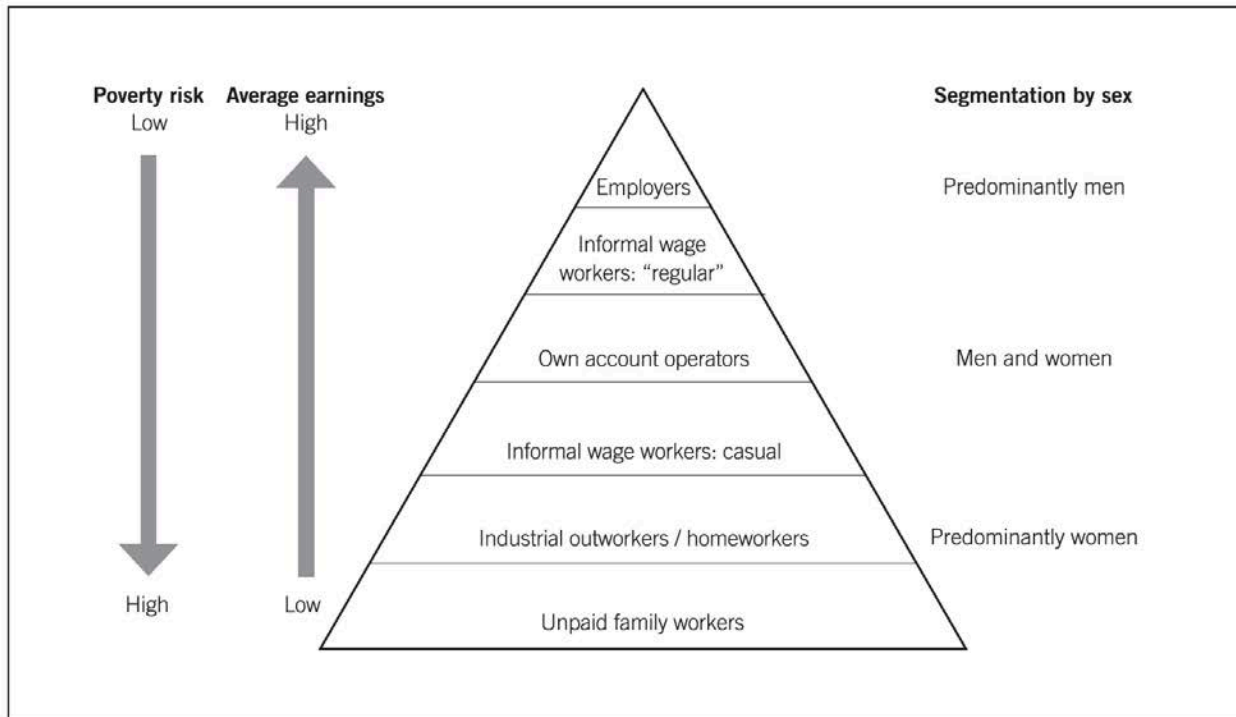 Poverty risk
Average earnings
Segmentation by sex
Low
High
Employers
Predominantly men
Informal wage
workers: “regular”
Own account operators
Men and women
Informal wage workers: casual
Industrial outworkers / homeworkers
Predominantly women
High
Low
Unpaid family workers